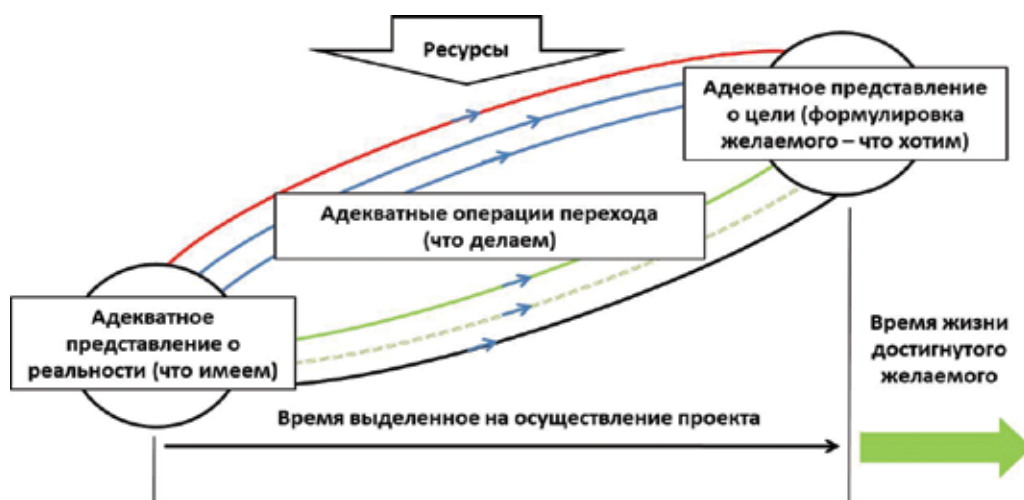 Ресурсы
Адекватное представление
о цели (формулировка
желаемого – что хотим)
Адекватные операции перехода
(что делаем)
Адекватное
представление о
реальности (что имеем)
Время жизни
достигнутого
желаемого
Время выделенное на осуществление проекта